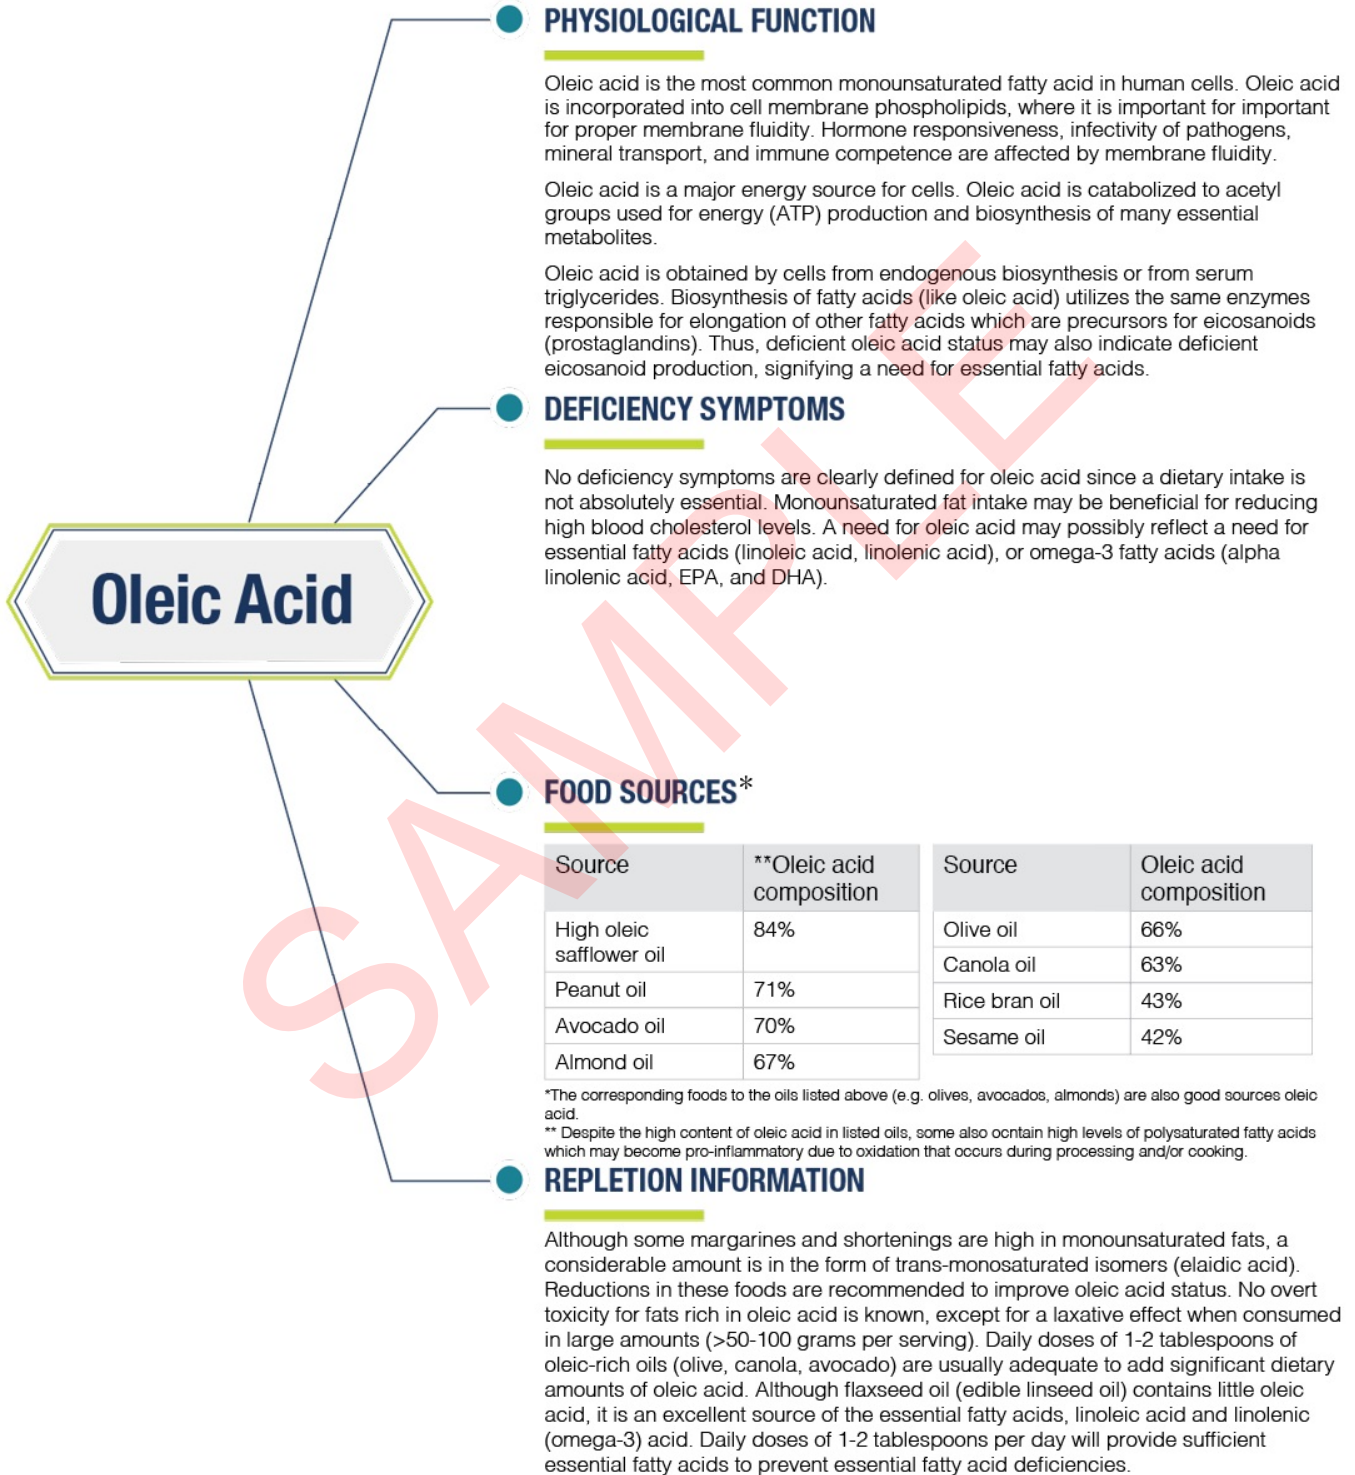 PHYSIOLOGICAL FUNCTION
Oleic acid is the most common monounsaturated fatty acid in human cells. Oleic acid
is incorporated into cell membrane phospholipids, where it is important for important
for proper membrane fluidity. Hormone responsiveness, infectivity of pathogens,
mineral transport, and immune competence are affected by membrane fluidity.
Oleic acid is a major energy source for cells. Oleic acid is catabolized to acetyl
groups used for energy (ATP) production and biosynthesis of many essential
metabolites.
Oleic acid is obtained by cells from endogenous biosynthesis or from serum
triglycerides. Biosynthesis of fatty acids (like oleic acid) utilizes the same enzymes
responsible for elongation of other fatty acids which are precursors for eicosanoids
(prostaglandins). Thus, deficient oleic acid status may also indicate deficient
eicosanoid production, signifying a need for essential fatty acids.
DEFICIENCY SYMPTOMS
No deficiency symptoms are clearly defined for oleic acid since a dietary intake is
not absolutely essential. Monounsaturated fat intake may be beneficial for reducing
high blood cholesterol levels. A need for oleic acid may possibly reflect a need for
essential fatty acids (linoleic acid, linolenic acid), or omega-3 fatty acids (alpha
linolenic acid, EPA, and DHA).
Oleic Acid
SAMPLE
FOOD SOURCES*
Source **Oleic acid composition
High oleic safflower oil 84%
Peanut oil 71%
Avocado oil 70%
Almond oil 67%
Source Oleic acid composition
Olive oil 66%
Canola oil 63%
Rice bran oil 43%
Sesame oil 42%
*The corresponding foods to the oils listed above (e.g. olives, avocados, almonds) are also good sources oleic
acid.
** Despite the high content of oleic acid in listed oils, some also ocntain high levels of polysaturated fatty acids
which may become pro-inflammatory due to oxidation that occurs during processing and/or cooking.
REPLETION INFORMATION
Although some margarines and shortenings are high in monounsaturated fats, a
considerable amount is in the form of trans-monosaturated isomers (elaidic acid).
Reductions in these foods are recommended to improve oleic acid status. No overt
toxicity for fats rich in oleic acid is known, except for a laxative effect when consumed
in large amounts (>50-100 grams per serving). Daily doses of 1-2 tablespoons of
oleic-rich oils (olive, canola, avocado) are usually adequate to add significant dietary
amounts of oleic acid. Although flaxseed oil (edible linseed oil) contains little oleic
acid, it is an excellent source of the essential fatty acids, linoleic acid and linolenic
(omega-3) acid. Daily doses of 1-2 tablespoons per day will provide sufficient
essential fatty acids to prevent essential fatty acid deficiencies.